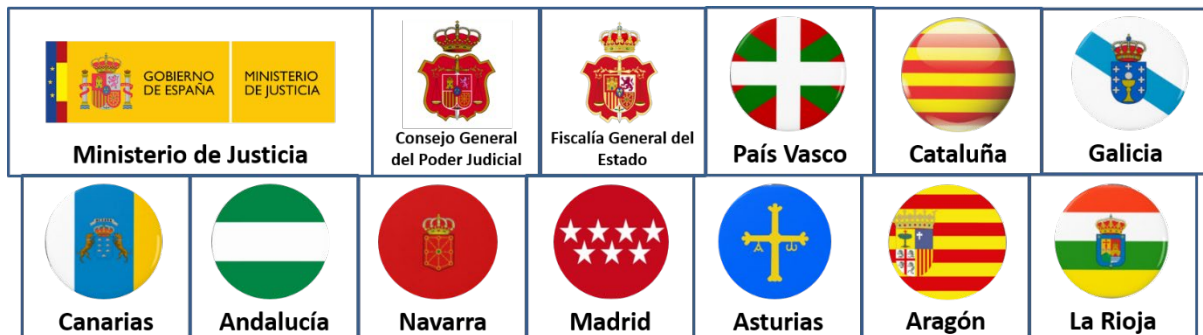 GOBIERNO
DE ESPAÑA
MINISTERIO
DE JUSTICIA
Ministerio de Justicia
Consejo General
del Poder Judicial
Fiscalía General del
Estado
País Vasco
Cataluña
Galicia
Canarias
Andalucía
Navarra
Madrid
Asturias
Aragón
La Rioja